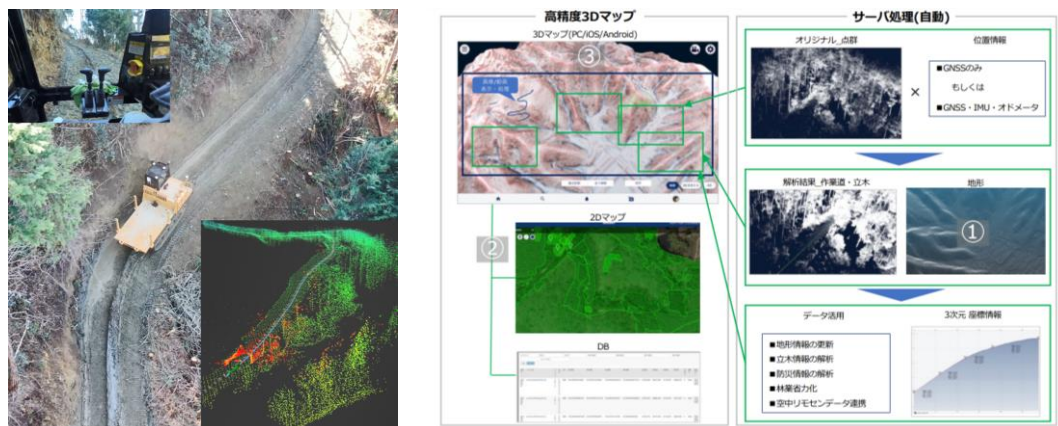 高精度3Dマップ
3Dマップ(PC/iOS/Android)
③
②
2Dマップ
DB
サーバ処理(自動)
オリジナル_点群
位置情報
×
■GNSSのみ
もしくは
■GNSS・IMU・オドメータ
解析結果_作業道・立木
地形
①
データ活用
3次元 座標情報
■地形情報の更新
■立木情報の解析
■防災情報の解析
■林業省力化
■空中リモセンデータ連携